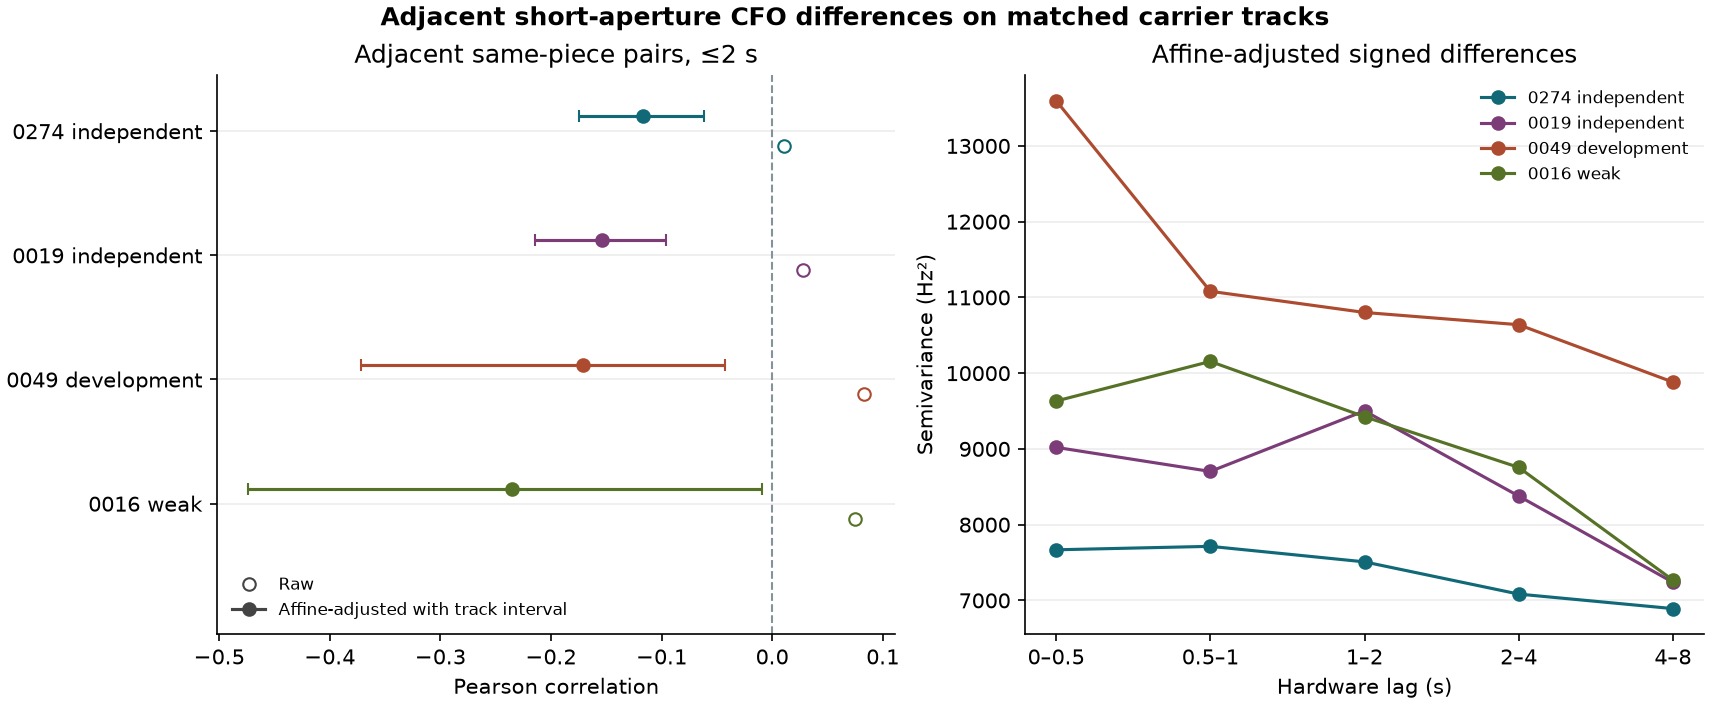 Adjacent short-aperture CFO differences on matched carrier tracks
Adjacent same-piece pairs, ≤2 s
0274 independent
0019 independent
0049 development
0016 weak
Raw
Affine-adjusted with track interval
−0.5
−0.4
−0.3
−0.2
−0.1
0.0
0.1
Pearson correlation
Affine-adjusted signed differences
0274 independent
0019 independent
0049 development
0016 weak
13000
12000
11000
10000
9000
8000
7000
Semivariance (Hz²)
0–0.5
0.5–1
1–2
2–4
4–8
Hardware lag (s)